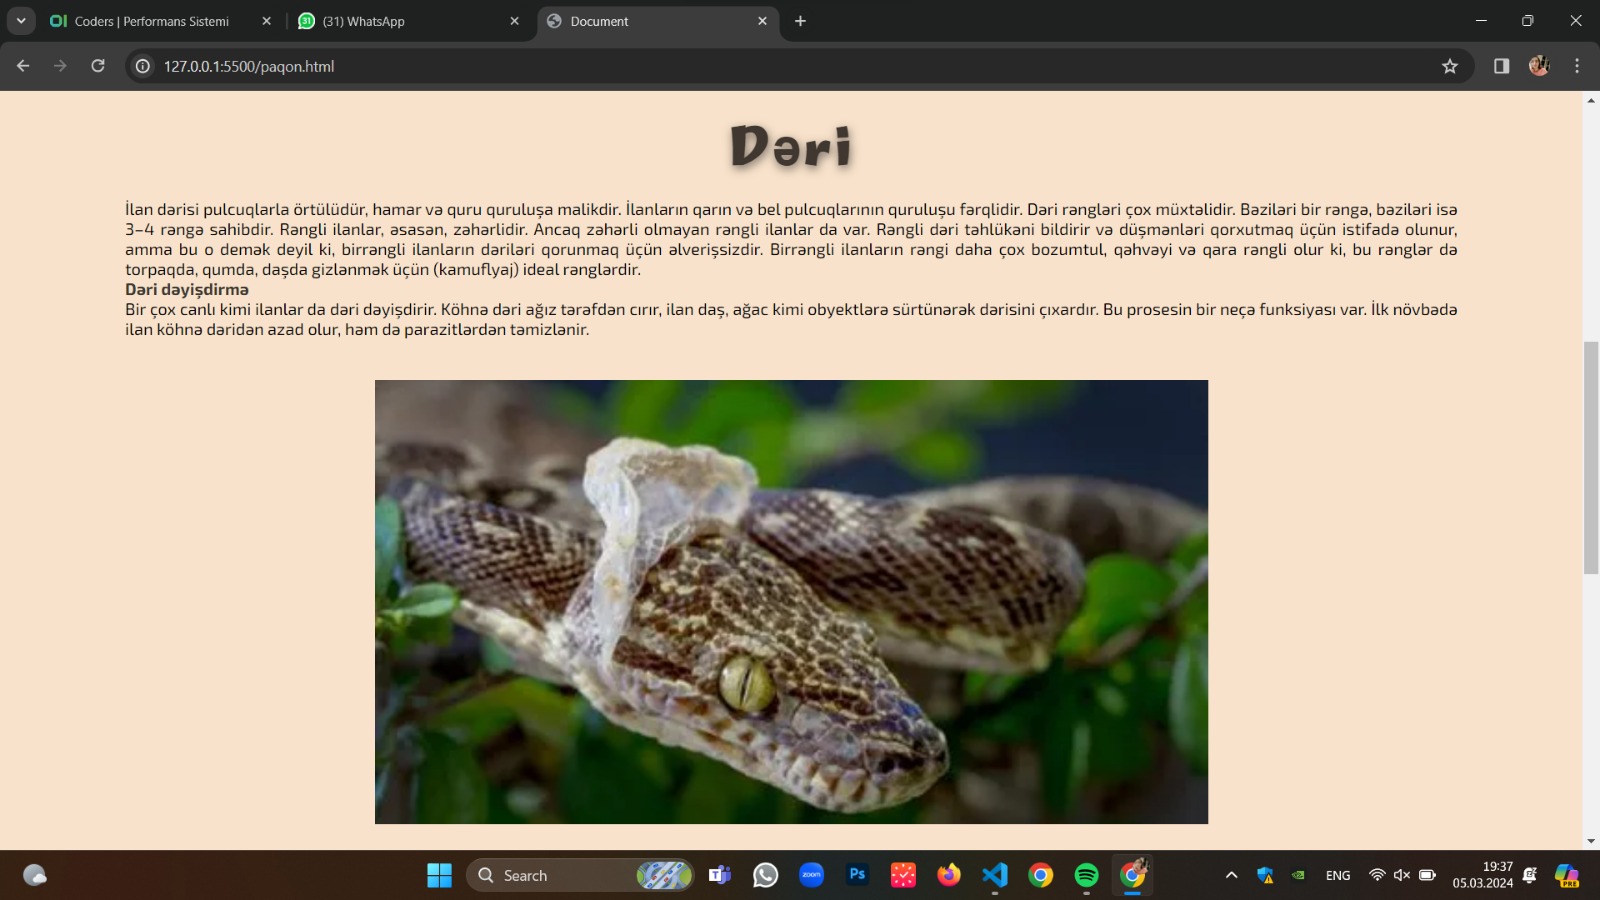 Coders | Performans Sistemi
(31) WhatsApp
Document
127.0.0.1:5500/paqon.html
Dəri
İlan dərisi pulcuqlarla örtülüdür, hamar və quru quruluşa malikdir. İlanların qarın və bel pulcuqlarının quruluşu fərqlidir. Dəri rəngləri çox müxtəlidir. Bəziləri bir rəngə, bəziləri isə
3–4 rəngə sahibdir. Rəngli ilanlar, əsasən, zəhərlidir. Ancaq zəhərli olmayan rəngli ilanlar da var. Rəngli dəri təhlükəni bildirir və düşmənləri qorxutmaq üçün istifadə olunur,
amma bu o demək deyil ki, birrəngli ilanların dəriləri qorunmaq üçün əlverişsizdir. Birrəngli ilanların rəngi daha çox bozumtul, qəhvəyi və qara rəngli olur ki, bu rənglər də
torpaqda, qumda, daşda gizlənmək üçün (kamuflyaj) ideal rənglərdir.
Dəri dəyişdirmə
Bir çox canlı kimi ilanlar da dəri dəyişdirir. Köhnə dəri ağız tərəfdən cırır, ilan daş, ağac kimi obyektlərə sürtünərək dərisini çıxardır. Bu prosesin bir neçə funksiyası var. İlk növbədə
ilan köhnə dəridən azad olur, həm də parazitlərdən təmizlənir.
Search
zoom
Ps
ENG
19:37
05.03.2024
PRE